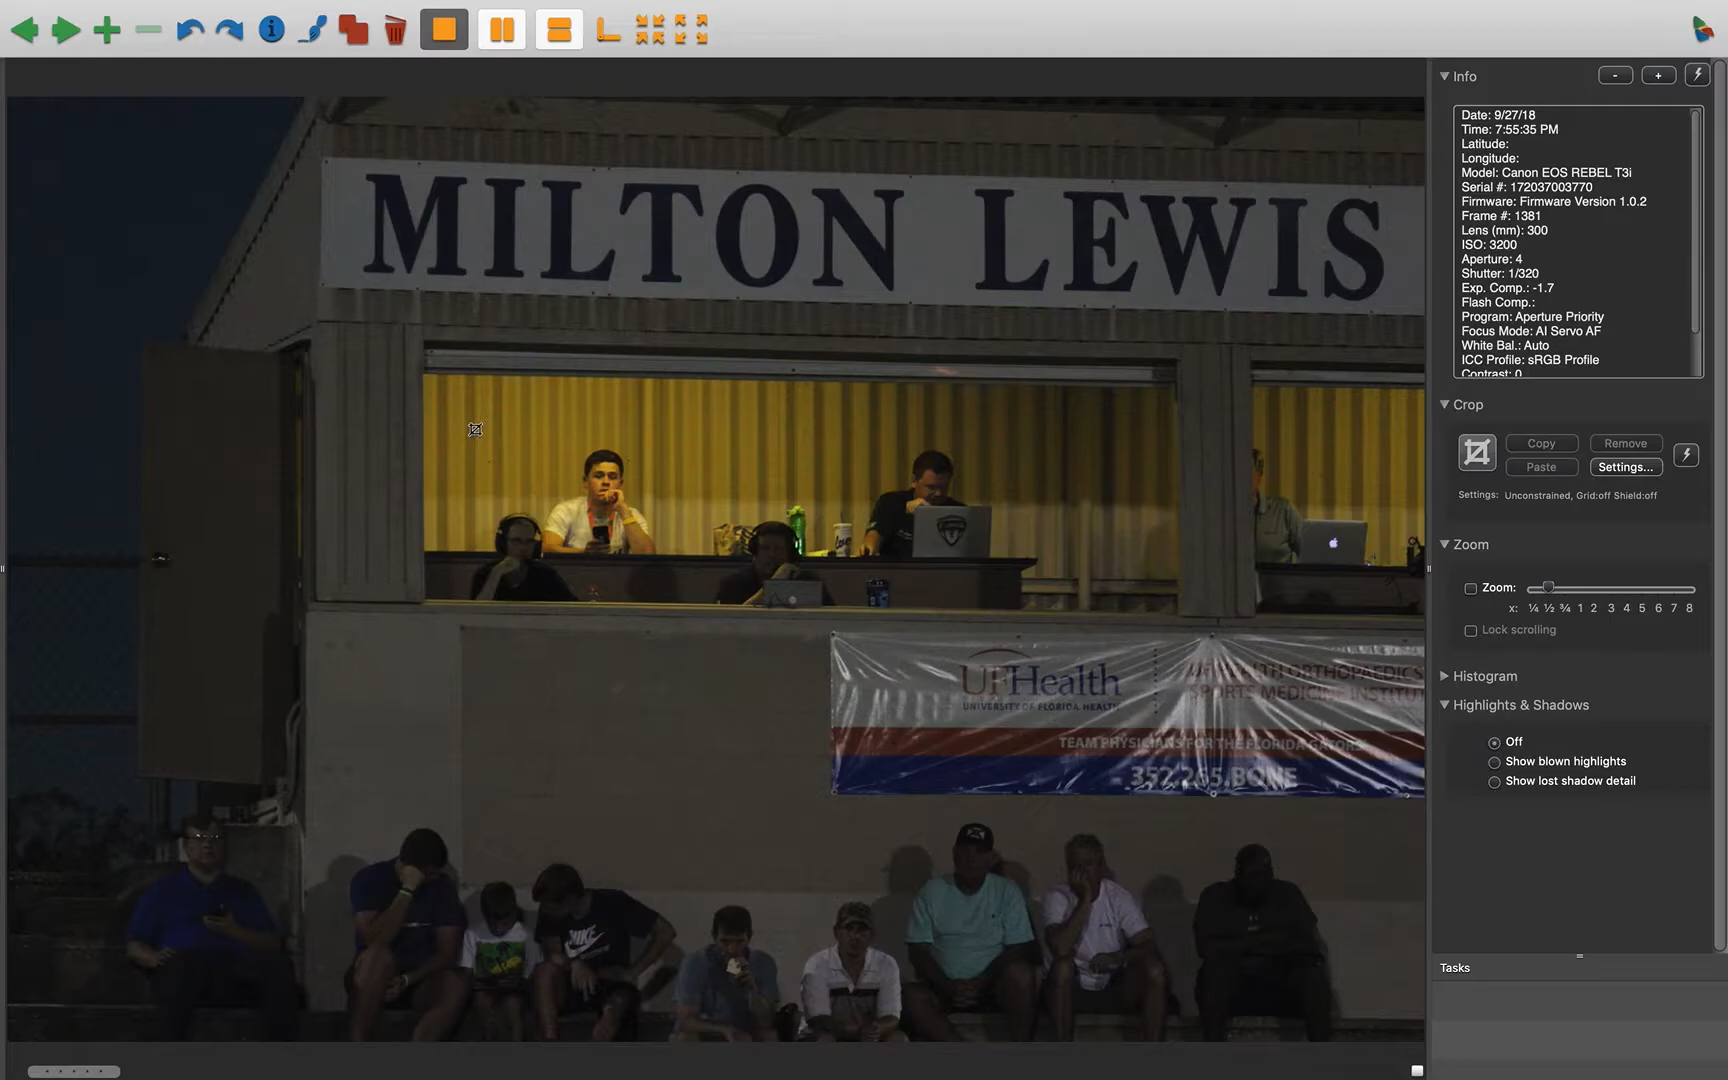 Info
-
+
Date: 9/27/18
Time: 7:55:35 PM
Latitude:
Longitude:
Model: Canon EOS REBEL T3i
Serial #: 172037003770
Firmware: Firmware Version 1.0.2
Frame #: 1381
Lens (mm): 300
ISO: 3200
Aperture: 4
Shutter: 1/320
Exp. Comp.: -1.7
Flash Comp.:
Program: Aperture Priority
Focus Mode: AI Servo AF
White Bal.: Auto
ICC Profile: sRGB Profile
Contrast: 0
Crop
Copy
Remove
Paste
Settings...
Settings: Unconstrained, Grid:off Shield:off
Zoom
Zoom:
x: ¼ ½ ¾ 1 2 3 4 5 6 7 8
Lock scrolling
Histogram
Highlights & Shadows
Off
Show blown highlights
Show lost shadow detail
Tasks
MILTON LEWIS
UFHealth
UNIVERSITY OF FLORIDA HEALTH
ORTHOPAEDICS
SPORTS MEDICINE INSTITUT
TEAM PHYSICIANS FOR THE FLORIDA GATORS
352.265.BONE
NIKE